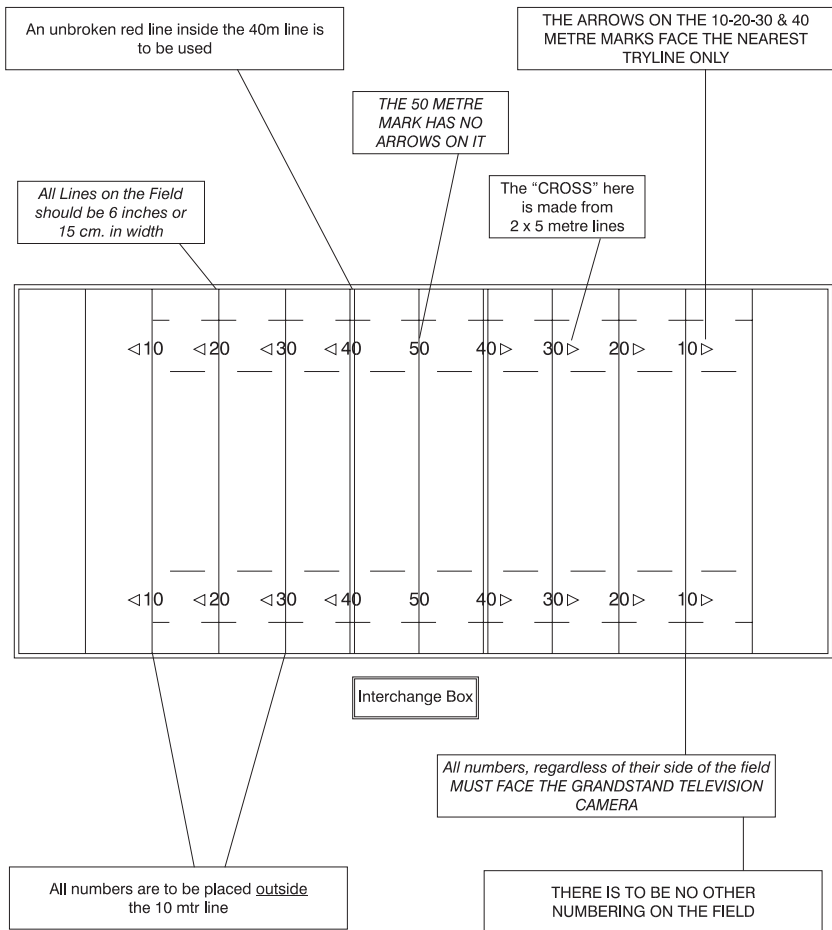 An unbroken red line inside the 40m line is
to be used
THE ARROWS ON THE 10-20-30 & 40
METRE MARKS FACE THE NEAREST
TRYLINE ONLY
THE 50 METRE
MARK HAS NO
ARROWS ON IT
All Lines on the Field
should be 6 inches or
15 cm. in width
The “CROSS” here
is made from
2 x 5 metre lines
◁10 ◁20 ◁30 ◁40 50 40▷ 30▷ 20▷ 10▷
◁10 ◁20 ◁30 ◁40 50 40▷ 30▷ 20▷ 10▷
Interchange Box
All numbers, regardless of their side of the field
MUST FACE THE GRANDSTAND TELEVISION
CAMERA
All numbers are to be placed outside
the 10 mtr line
THERE IS TO BE NO OTHER
NUMBERING ON THE FIELD